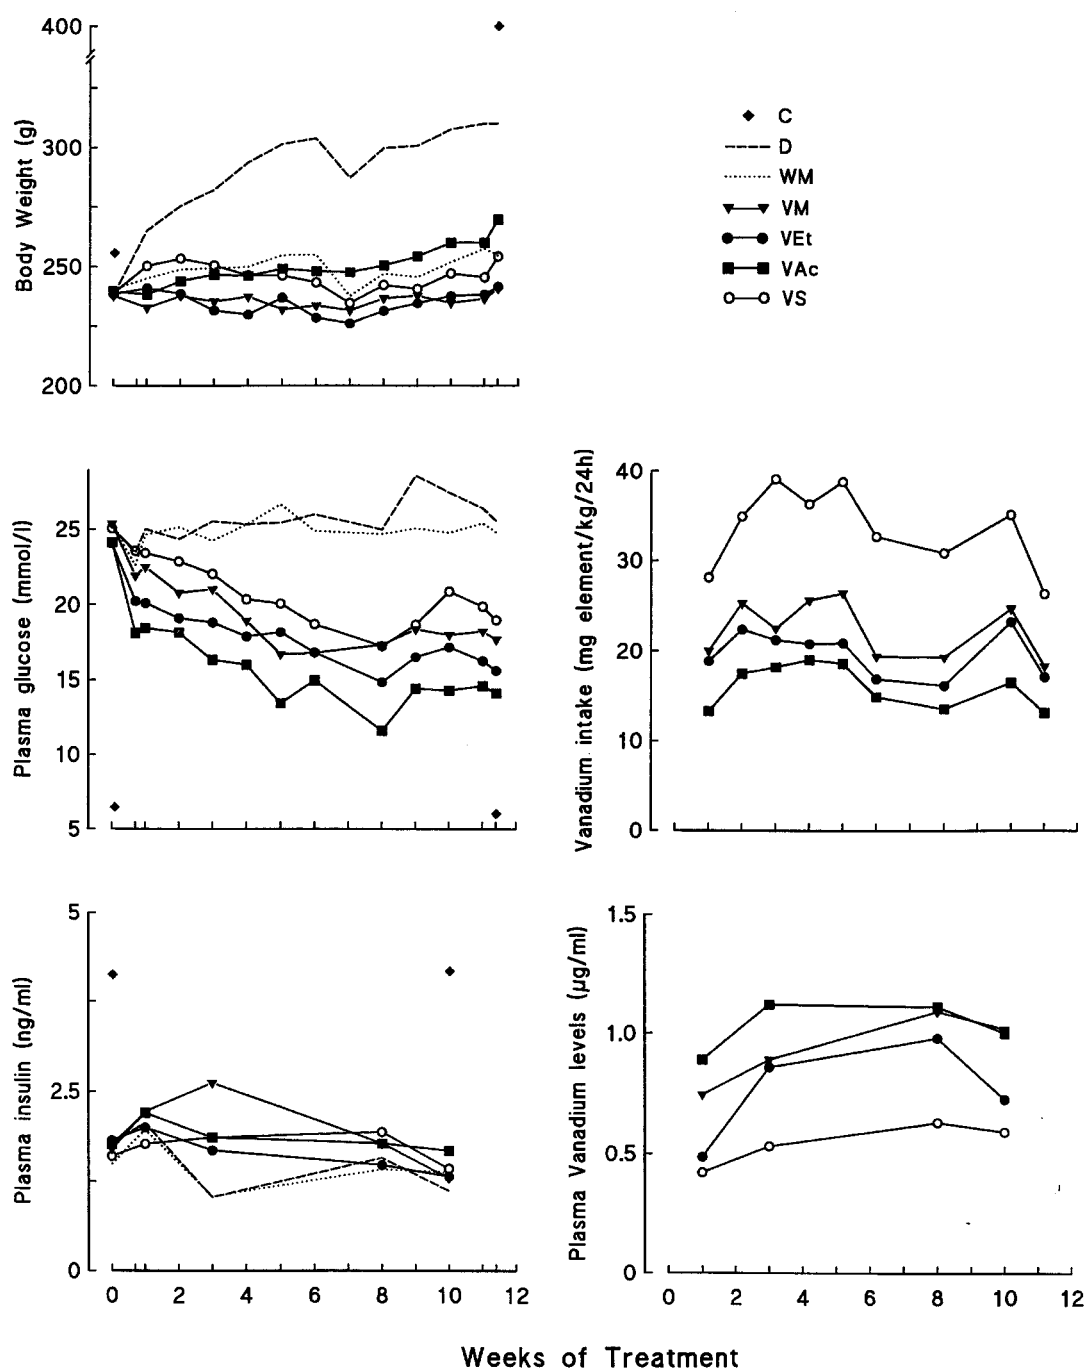 Body Weight (g)
400
300
250
200
C
D
WM
VM
VEt
VAc
VS
Plasma glucose (mmol/l)
25
20
15
10
5
Vanadium intake (mg element/kg/24h)
40
30
20
10
0
Plasma insulin (ng/ml)
5
2.5
0
0 2 4 6 8 10 12
Plasma Vanadium levels (µg/ml)
1.5
1.0
0.5
0
0 2 4 6 8 10 12
Weeks of Treatment